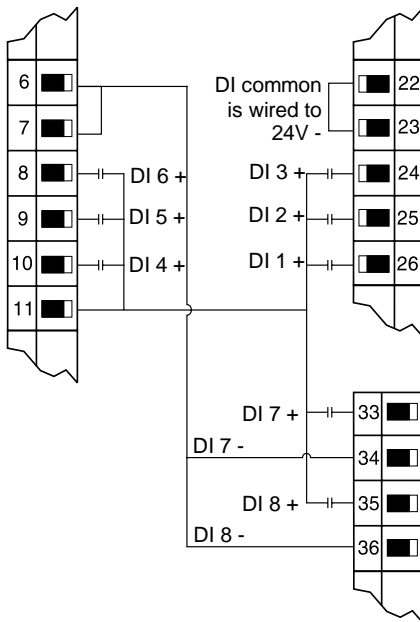 6
7
8
9
10
11
DI 6 +
DI 5 +
DI 4 +
DI common
is wired to
24V -
DI 3 +
DI 2 +
DI 1 +
22
23
24
25
26
DI 7 +
DI 7 -
DI 8 +
DI 8 -
33
34
35
36